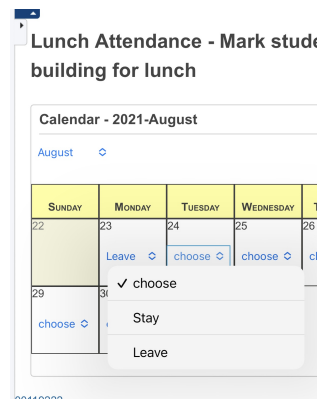 Lunch Attendance - Mark stude
building for lunch
Calendar - 2021-August
August
Sunday Monday Tuesday Wednesday T
22 23 24 25 26
Leave choose choose
choose
Stay
Leave
29 30
choose